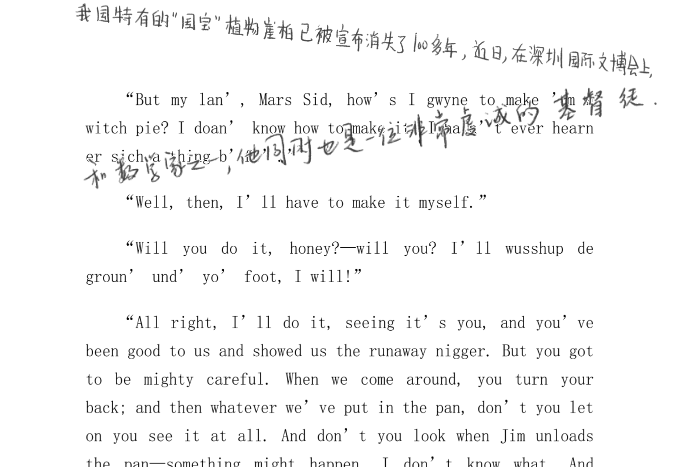 我国特有的“国宝”植物崖柏已被宣布消失了100多年，近日，在深圳国际文博会上，
“But my lan’, Mars Sid, how’s I gwyne to make ’m a
witch pie? I doan’ know how to make it. I hain’t ever hearn
er sich a thing b’
和数学家之一，他同时也是一位非常虔诚的基督徒.
“Well, then, I’ll have to make it myself.”
“Will you do it, honey?—will you? I’ll wusshup de
groun’ und’ yo’ foot, I will!”
“All right, I’ll do it, seeing it’s you, and you’ve
been good to us and showed us the runaway nigger. But you got
to be mighty careful. When we come around, you turn your
back; and then whatever we’ve put in the pan, don’t you let
on you see it at all. And don’t you look when Jim unloads
the pan—something might happen, I don’t know what. And